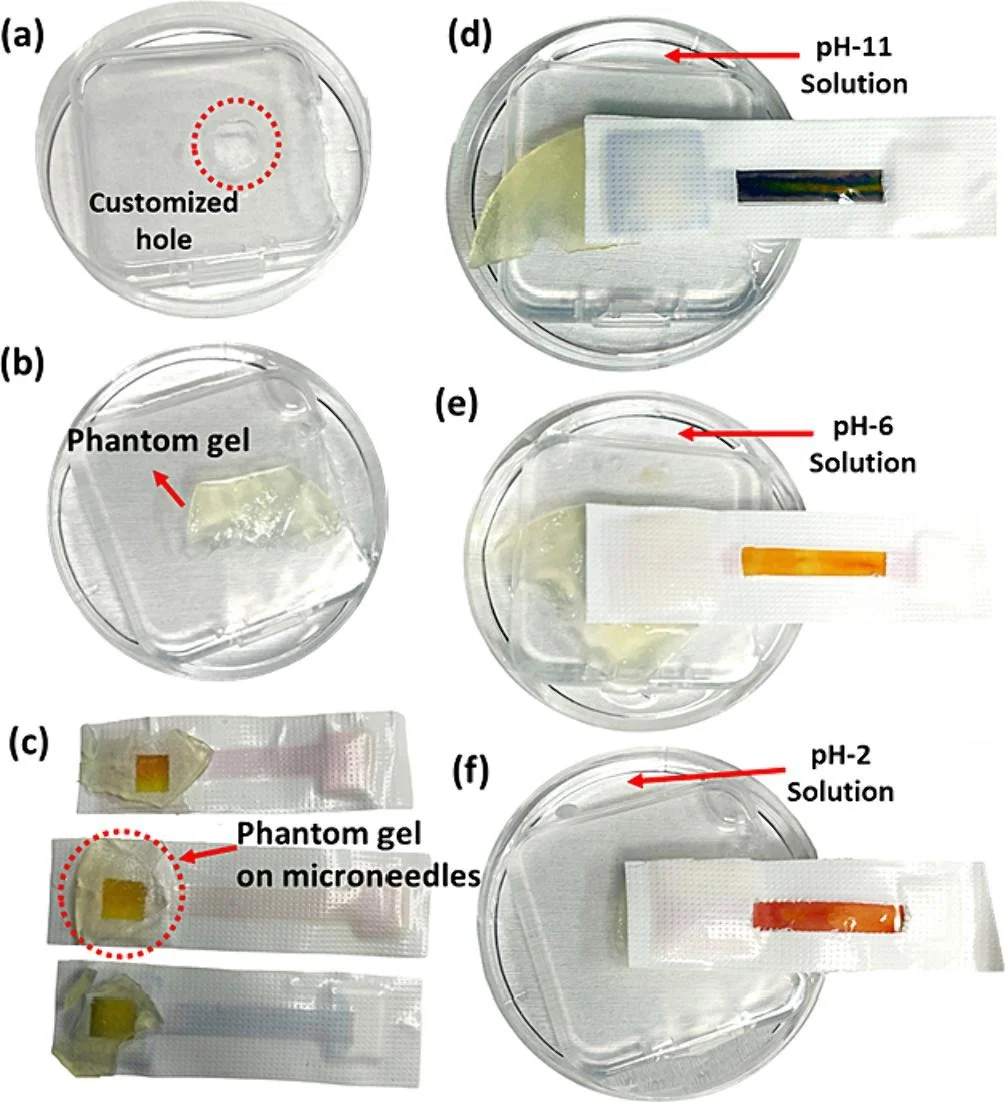 (a)
Customized
hole
(b)
Phantom gel
(c)
Phantom gel
on microneedles
(d)
pH-11
Solution
(e)
pH-6
Solution
(f)
pH-2
Solution